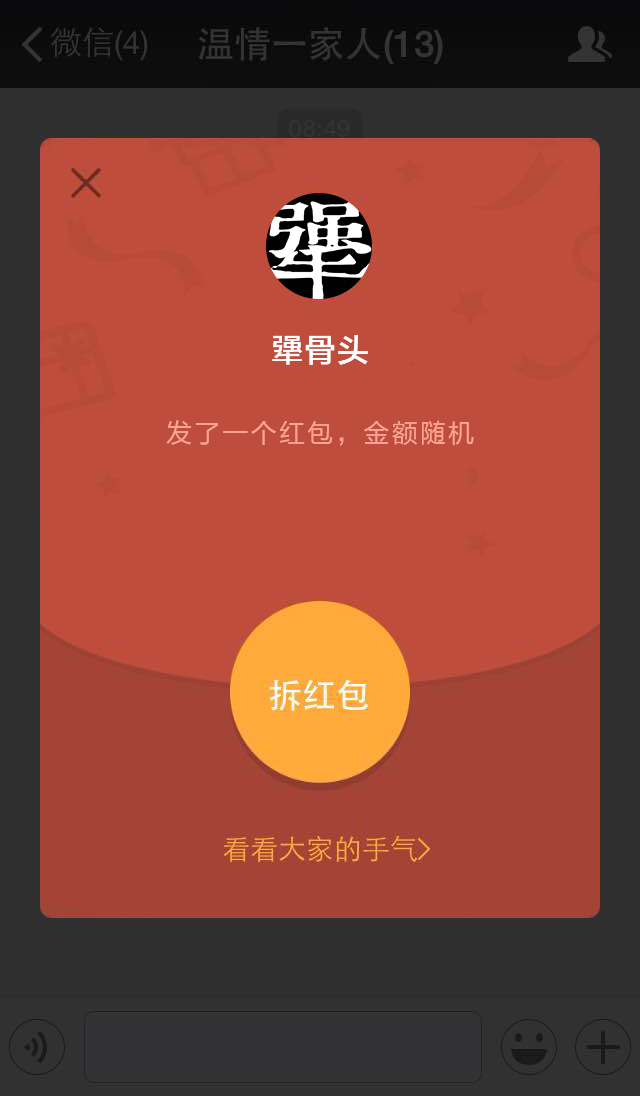 微信(4)
温情一家人(13)
08:49
犟
犟骨头
发了一个红包，金额随机
拆红包
看看大家的手气